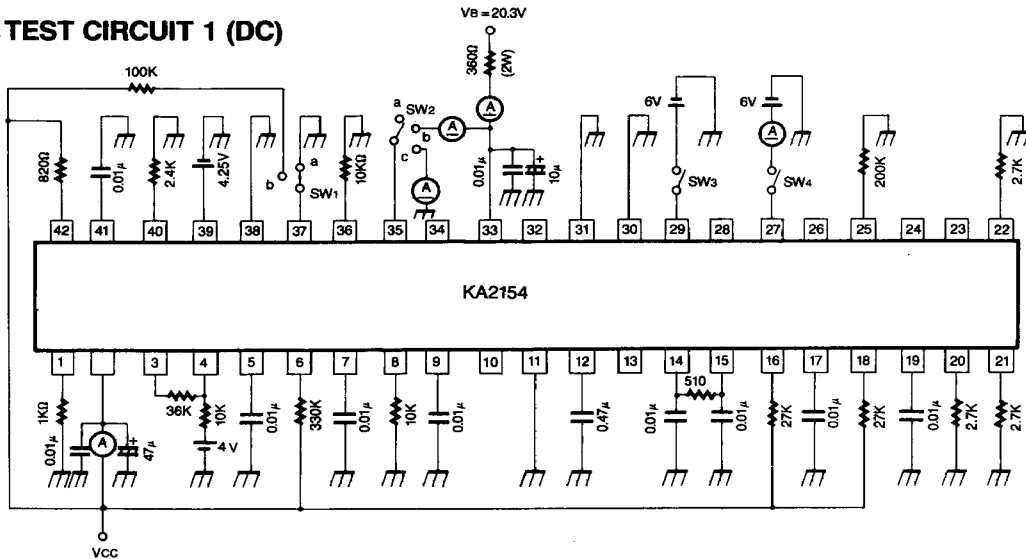 TEST CIRCUIT 1 (DC)
VB = 20.3V
360Ω
(2W)
100K
a
SW2
b
c
A
A
A
6V
6V
A
820Ω
0.01μ
2.4K
4.25V
b
a
SW1
10KΩ
0.01μ
10μ
SW3
SW4
200K
2.7K
42
41
40
39
38
37
36
35
34
33
32
31
30
29
28
27
26
25
24
23
22
KA2154
1
3
4
5
6
7
8
9
10
11
12
13
14
15
16
17
18
19
20
21
1KΩ
0.01μ
A
47μ
36K
10K
4V
0.01μ
330K
0.01μ
10K
0.01μ
0.47μ
510
0.01μ
0.01μ
27K
0.01μ
27K
0.01μ
2.7K
2.7K
VCC